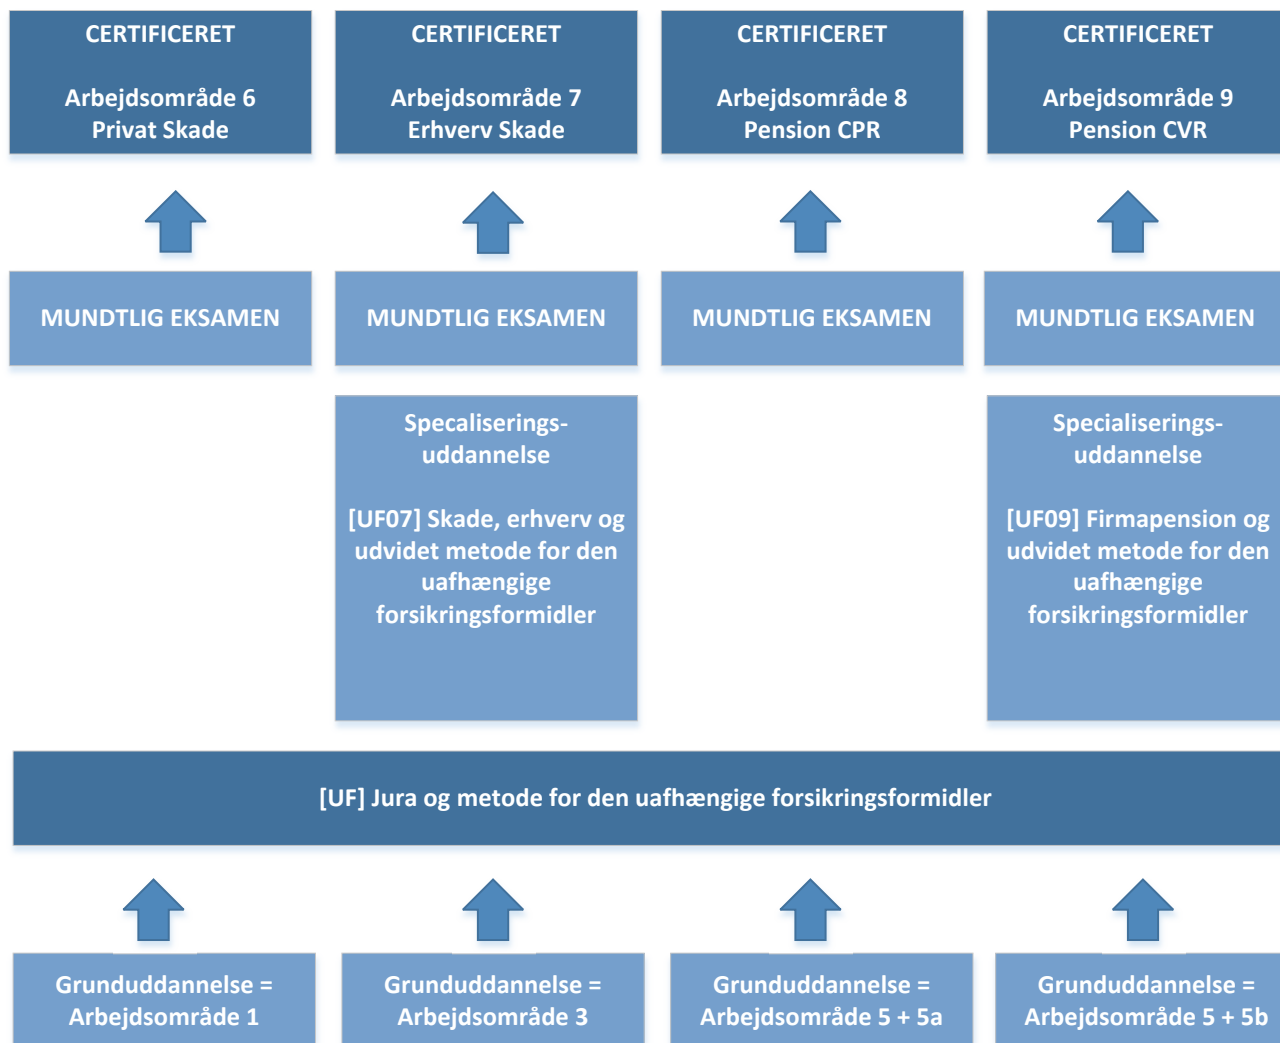 CERTIFICERET
Arbejdsområde 6
Privat Skade
CERTIFICERET
Arbejdsområde 7
Erhverv Skade
CERTIFICERET
Arbejdsområde 8
Pension CPR
CERTIFICERET
Arbejdsområde 9
Pension CVR
MUNDTLIG EKSAMEN
MUNDTLIG EKSAMEN
MUNDTLIG EKSAMEN
MUNDTLIG EKSAMEN
Specaliserings-
uddannelse
[UF07] Skade, erhverv og
udvidet metode for den
uafhængige
forsikringsformidler
Specialiserings-
uddannelse
[UF09] Firmapension og
udvidet metode for den
uafhængige
forsikringsformidler
[UF] Jura og metode for den uafhængige forsikringsformidler
Grunduddannelse =
Arbejdsområde 1
Grunduddannelse =
Arbejdsområde 3
Grunduddannelse =
Arbejdsområde 5 + 5a
Grunduddannelse =
Arbejdsområde 5 + 5b